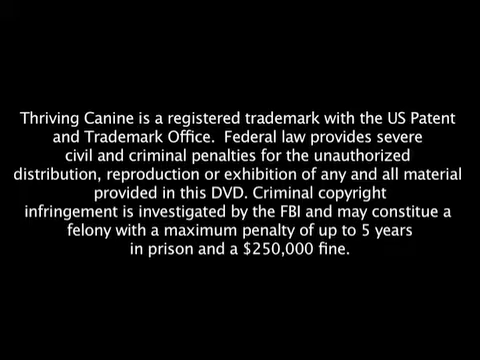 Thriving Canine is a registered trademark with the US Patent
and Trademark Office.  Federal law provides severe
civil and criminal penalties for the unauthorized
distribution, reproduction or exhibition of any and all material
provided in this DVD. Criminal copyright
infringement is investigated by the FBI and may constitue a
felony with a maximum penalty of up to 5 years
in prison and a $250,000 fine.